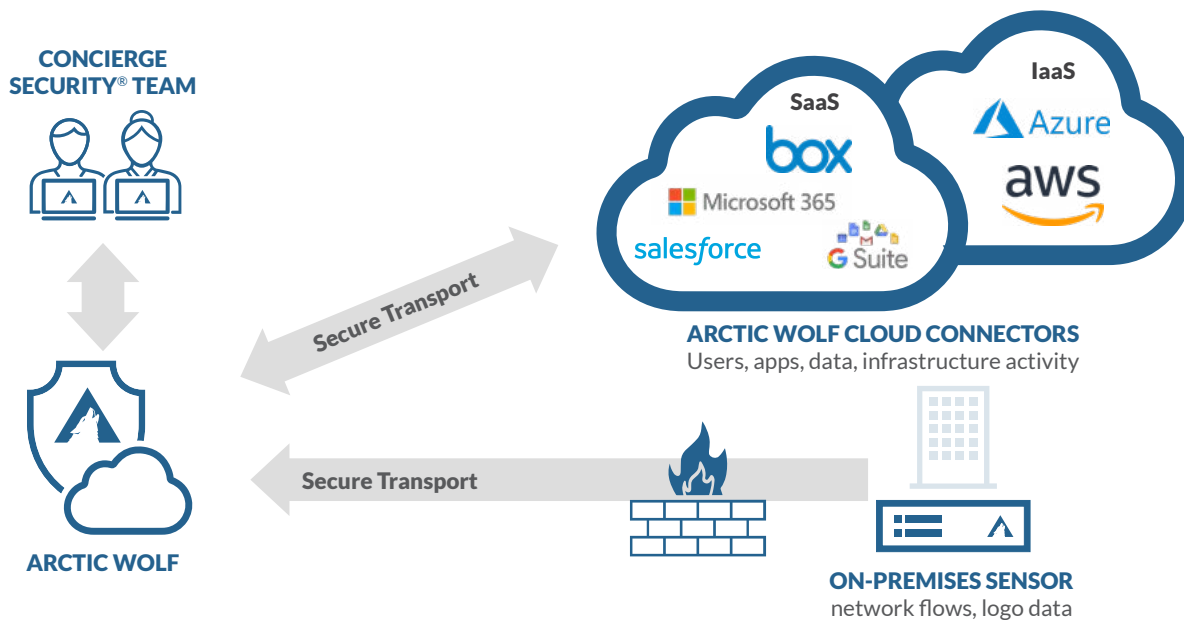 CONCIERGE
SECURITY® TEAM
IaaS
SaaS
Azure
box
aws
Microsoft 365
salesforce
G Suite
Secure Transport
ARCTIC WOLF CLOUD CONNECTORS
Users, apps, data, infrastructure activity
Secure Transport
ARCTIC WOLF
ON-PREMISES SENSOR
network flows, logo data